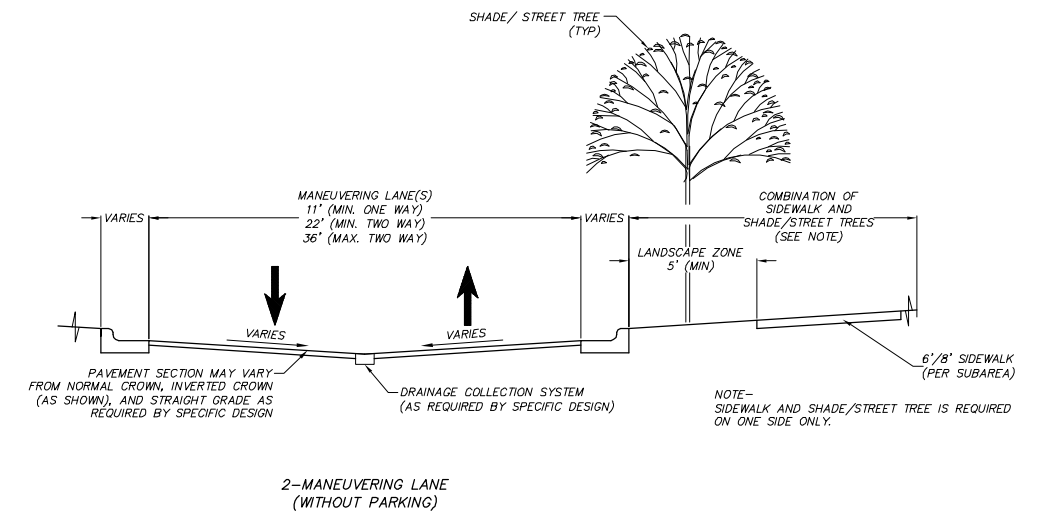 SHADE/ STREET TREE
(TYP)
MANEUVERING LANE(S)
11' (MIN. ONE WAY)
22' (MIN. TWO WAY)
36' (MAX. TWO WAY)
VARIES
VARIES
COMBINATION OF
SIDEWALK AND
SHADE/STREET TREES
(SEE NOTE)
LANDSCAPE ZONE
5' (MIN)
VARIES
VARIES
PAVEMENT SECTION MAY VARY
FROM NORMAL CROWN, INVERTED CROWN
(AS SHOWN), AND STRAIGHT GRADE AS
REQUIRED BY SPECIFIC DESIGN
DRAINAGE COLLECTION SYSTEM
(AS REQUIRED BY SPECIFIC DESIGN)
6'/8' SIDEWALK
(PER SUBAREA)
NOTE-
SIDEWALK AND SHADE/STREET TREE IS REQUIRED
ON ONE SIDE ONLY.
2-MANEUVERING LANE
(WITHOUT PARKING)